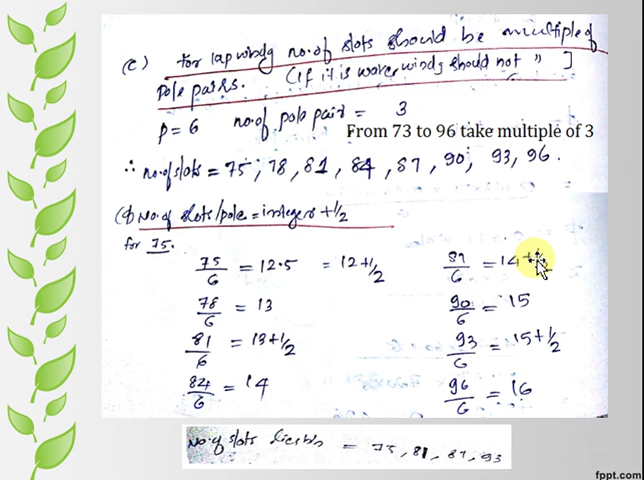 (c) For lap windg no. of slots should be multiple of
pole pairs. (If it is wave windg should not " ]
P = 6 no. of pole pair = 3
From 73 to 96 take multiple of 3
∴ no. of slots = 75, 78, 81, 84, 87, 90, 93, 96.
(d) No. of slots/pole = integer + 1/2
for 75.
75/6 = 12.5 = 12 + 1/2
78/6 = 13
81/6 = 13 + 1/2
84/6 = 14
87/6 = 14 +
90/6 = 15
93/6 = 15 + 1/2
96/6 = 16
No. of slots = 75, 81, 87, 93
fppt.com